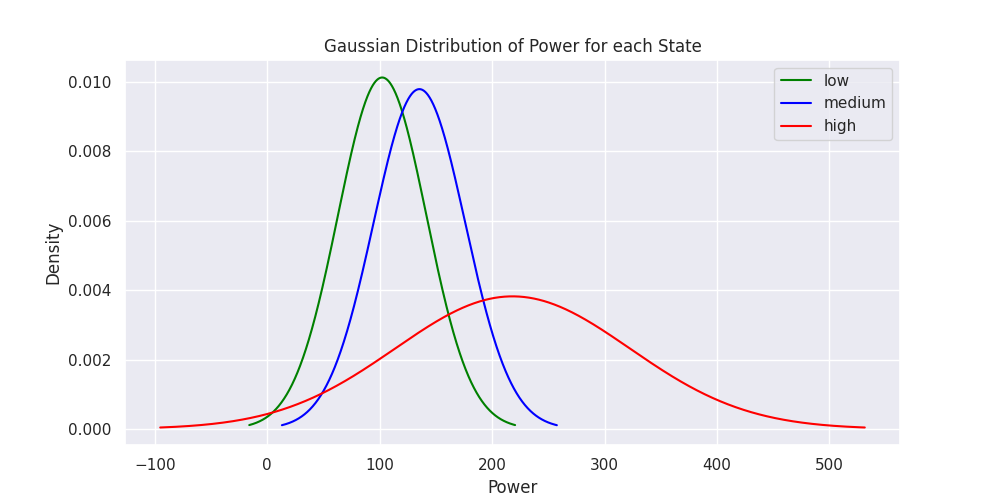 Gaussian Distribution of Power for each State
low
medium
high
0.010
0.008
0.006
0.004
0.002
0.000
Density
−100
0
100
200
300
400
500
Power